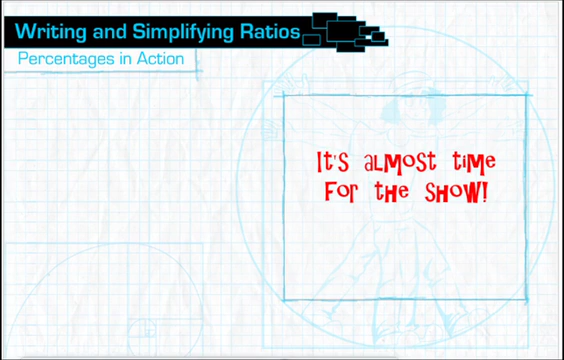 Writing and Simplifying Ratios
Percentages in Action
It's almost time
for the show!